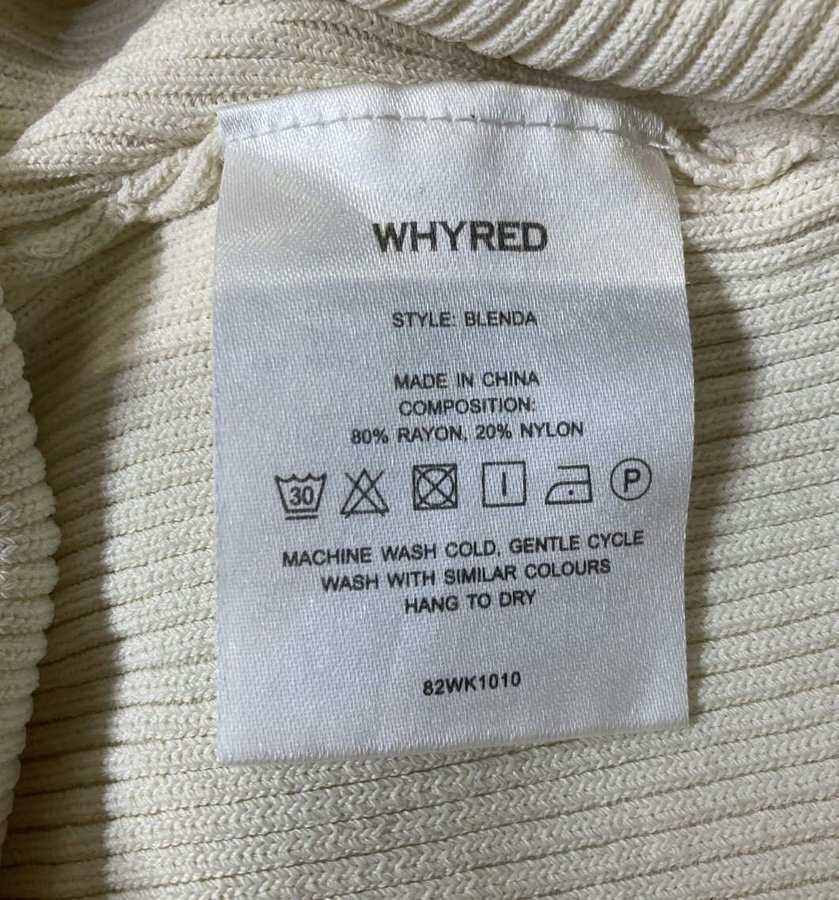 WHYRED
STYLE: BLENDA
MADE IN CHINA
COMPOSITION:
80% RAYON, 20% NYLON
30 P
MACHINE WASH COLD, GENTLE CYCLE
WASH WITH SIMILAR COLOURS
HANG TO DRY
82WK1010